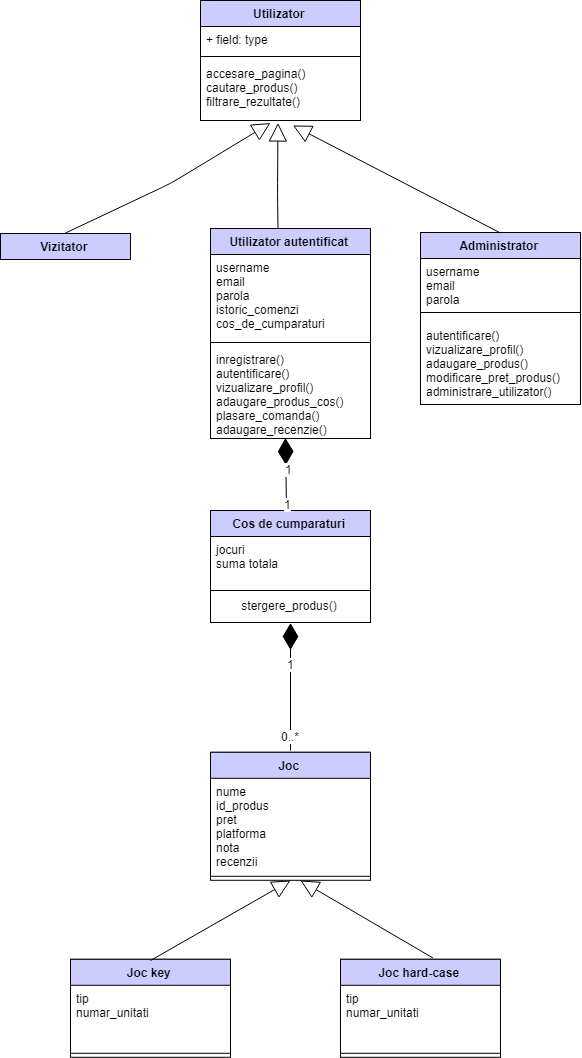 Utilizator
+ field: type
accesare_pagina()
cautare_produs()
filtrare_rezultate()
Vizitator
Utilizator autentificat
username
email
parola
istoric_comenzi
cos_de_cumparaturi
inregistrare()
autentificare()
vizualizare_profil()
adaugare_produs_cos()
plasare_comanda()
adaugare_recenzie()
Administrator
username
email
parola
autentificare()
vizualizare_profil()
adaugare_produs()
modificare_pret_produs()
administrare_utilizator()
1
1
Cos de cumparaturi
jocuri
suma totala
stergere_produs()
1
0..*
Joc
nume
id_produs
pret
platforma
nota
recenzii
Joc key
tip
numar_unitati
Joc hard-case
tip
numar_unitati